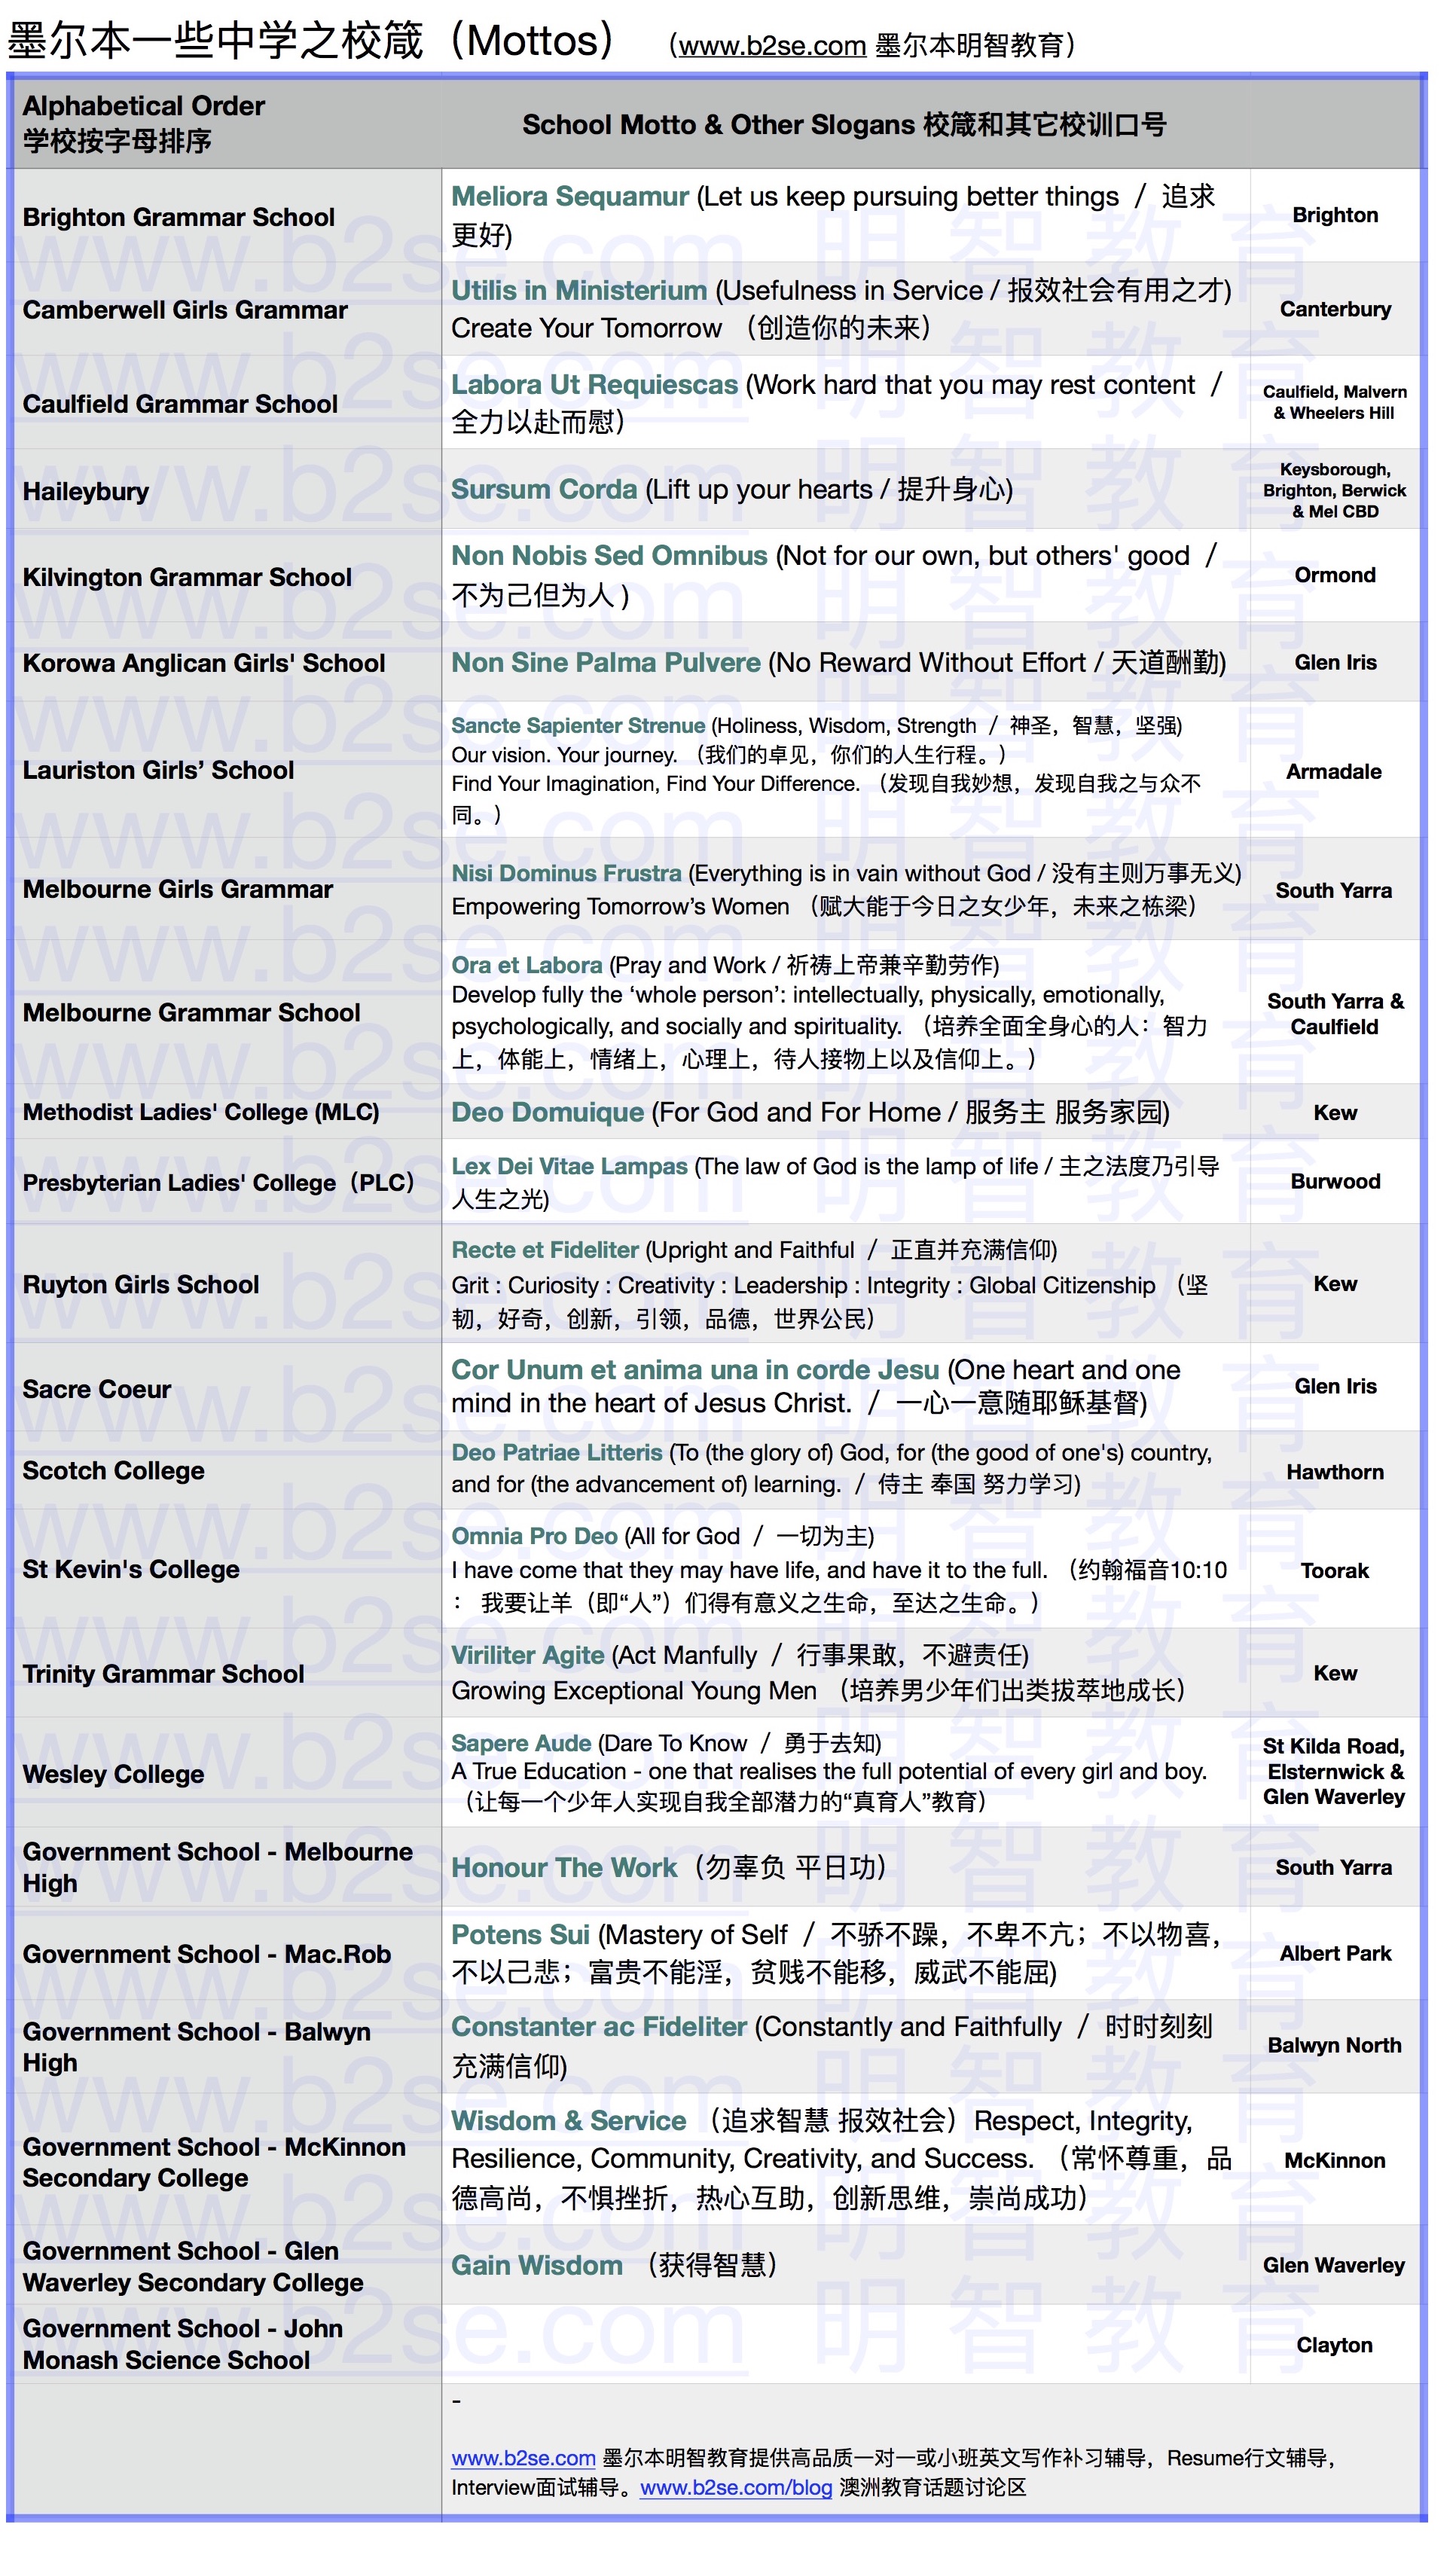 墨尔本一些中学之校箴（Mottos） （www.b2se.com 墨尔本明智教育）
Alphabetical Order
学校按字母排序
School Motto & Other Slogans 校箴和其它校训口号
Brighton Grammar School
Meliora Sequamur (Let us keep pursuing better things / 追求
更好)
Brighton
Camberwell Girls Grammar
Utilis in Ministerium (Usefulness in Service / 报效社会有用之才)
Create Your Tomorrow （创造你的未来）
Canterbury
Caulfield Grammar School
Labora Ut Requiescas (Work hard that you may rest content /
全力以赴而慰）
Caulfield, Malvern
& Wheelers Hill
Haileybury
Sursum Corda (Lift up your hearts / 提升身心)
Keysborough,
Brighton, Berwick
& Mel CBD
Kilvington Grammar School
Non Nobis Sed Omnibus (Not for our own, but others' good /
不为己但为人 )
Ormond
Korowa Anglican Girls' School
Non Sine Palma Pulvere (No Reward Without Effort / 天道酬勤)
Glen Iris
Lauriston Girls’ School
Sancte Sapienter Strenue (Holiness, Wisdom, Strength / 神圣，智慧，坚强)
Our vision. Your journey. （我们的卓见，你们的人生行程。）
Find Your Imagination, Find Your Difference. （发现自我妙想，发现自我之与众不
同。）
Armadale
Melbourne Girls Grammar
Nisi Dominus Frustra (Everything is in vain without God / 没有主则万事无义)
Empowering Tomorrow’s Women （赋大能于今日之女少年，未来之栋梁）
South Yarra
Melbourne Grammar School
Ora et Labora (Pray and Work / 祈祷上帝兼辛勤劳作)
Develop fully the ‘whole person’: intellectually, physically, emotionally,
psychologically, and socially and spirituality. （培养全面全身心的人：智力
上，体能上，情绪上，心理上，待人接物上以及信仰上。）
South Yarra &
Caulfield
Methodist Ladies' College (MLC)
Deo Domuique (For God and For Home / 服务主 服务家园)
Kew
Presbyterian Ladies' College（PLC）
Lex Dei Vitae Lampas (The law of God is the lamp of life / 主之法度乃引导
人生之光)
Burwood
Ruyton Girls School
Recte et Fideliter (Upright and Faithful / 正直并充满信仰)
Grit : Curiosity : Creativity : Leadership : Integrity : Global Citizenship （坚
韧，好奇，创新，引领，品德，世界公民）
Kew
Sacre Coeur
Cor Unum et anima una in corde Jesu (One heart and one
mind in the heart of Jesus Christ. / 一心一意随耶稣基督)
Glen Iris
Scotch College
Deo Patriae Litteris (To (the glory of) God, for (the good of one's) country,
and for (the advancement of) learning. / 侍主 奉国 努力学习)
Hawthorn
St Kevin's College
Omnia Pro Deo (All for God / 一切为主)
I have come that they may have life, and have it to the full. （约翰福音10:10
： 我要让羊（即“人”）们得有意义之生命，至达之生命。）
Toorak
Trinity Grammar School
Viriliter Agite (Act Manfully / 行事果敢，不避责任)
Growing Exceptional Young Men （培养男少年们出类拔萃地成长）
Kew
Wesley College
Sapere Aude (Dare To Know / 勇于去知)
A True Education - one that realises the full potential of every girl and boy.
（让每一个少年人实现自我全部潜力的“真育人”教育）
St Kilda Road,
Elsternwick &
Glen Waverley
Government School - Melbourne
High
Honour The Work（勿辜负 平日功）
South Yarra
Government School - Mac.Rob
Potens Sui (Mastery of Self / 不骄不躁，不卑不亢；不以物喜，
不以己悲；富贵不能淫，贫贱不能移，威武不能屈)
Albert Park
Government School - Balwyn
High
Constanter ac Fideliter (Constantly and Faithfully / 时时刻刻
充满信仰)
Balwyn North
Government School - McKinnon
Secondary College
Wisdom & Service （追求智慧 报效社会）Respect, Integrity,
Resilience, Community, Creativity, and Success. （常怀尊重，品
德高尚，不惧挫折，热心互助，创新思维，崇尚成功）
McKinnon
Government School - Glen
Waverley Secondary College
Gain Wisdom （获得智慧）
Glen Waverley
Government School - John
Monash Science School
Clayton
-
www.b2se.com 墨尔本明智教育提供高品质一对一或小班英文写作补习辅导，Resume行文辅导，
Interview面试辅导。www.b2se.com/blog 澳洲教育话题讨论区